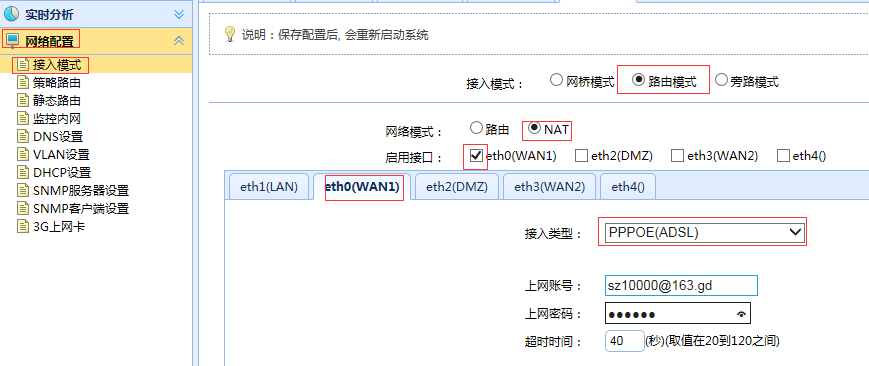 实时分析
网络配置
接入模式
策略路由
静态路由
监控内网
DNS设置
VLAN设置
DHCP设置
SNMP服务器设置
SNMP客户端设置
3G上网卡
说明：保存配置后, 会重新启动系统
接入模式： 网桥模式 路由模式 旁路模式
网络模式： 路由 NAT
启用接口： eth0(WAN1) eth2(DMZ) eth3(WAN2) eth4()
eth1(LAN) eth0(WAN1) eth2(DMZ) eth3(WAN2) eth4()
接入类型： PPPOE(ADSL)
上网账号： sz10000@163.gd
上网密码： ●●●●●●
超时时间： 40 (秒)(取值在20到120之间)